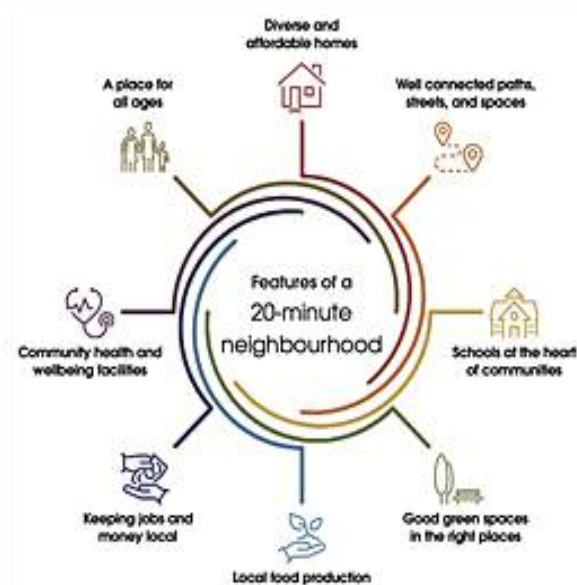 Diverse and
affordable homes
Well connected paths,
streets, and spaces
Schools at the heart
of communities
Good green spaces
in the right places
Local food production
Keeping jobs and
money local
Community health and
wellbeing facilities
A place for
all ages
Features of a
20-minute
neighbourhood